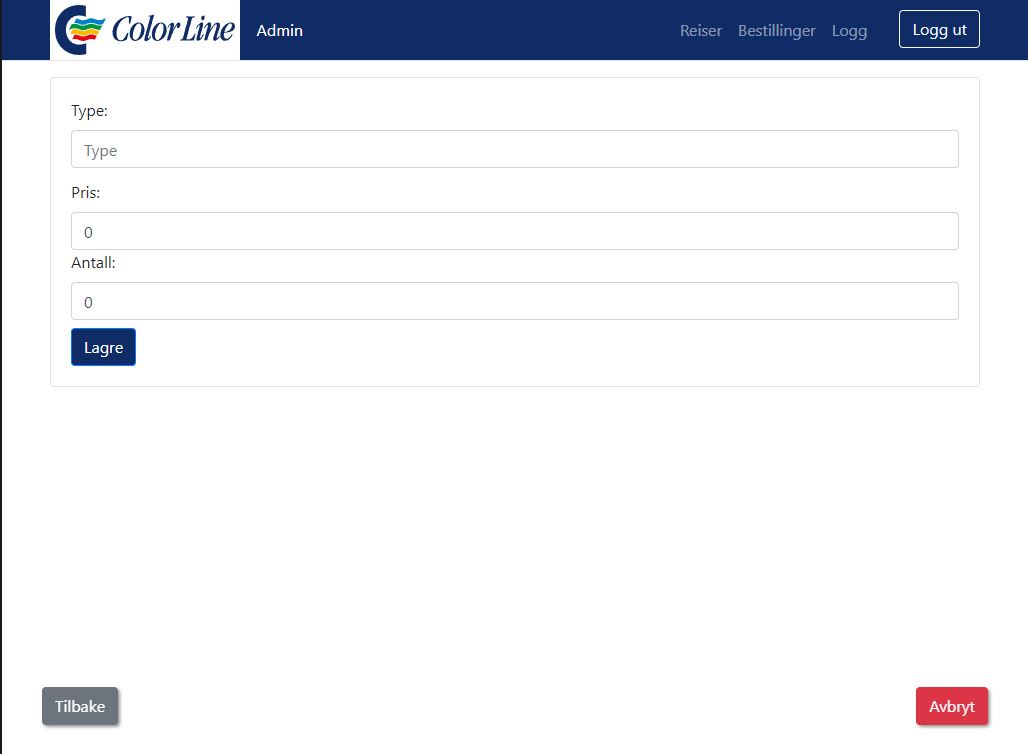 Color Line Admin Reiser Bestillinger Logg Logg ut
Type:
Type
Pris:
0
Antall:
0
Lagre
Tilbake Avbryt